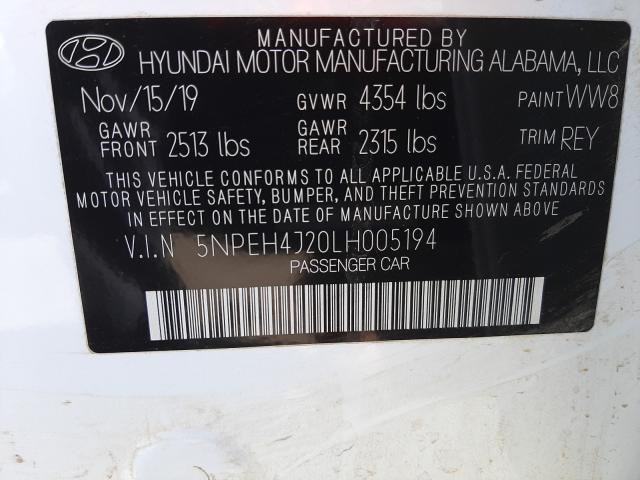 MANUFACTURED BY
HYUNDAI MOTOR MANUFACTURING ALABAMA, LLC
Nov/15/19 GVWR 4354 lbs PAINT WW8
GAWR FRONT 2513 lbs GAWR REAR 2315 lbs TRIM REY
THIS VEHICLE CONFORMS TO ALL APPLICABLE U.S.A. FEDERAL
MOTOR VEHICLE SAFETY, BUMPER, AND THEFT PREVENTION STANDARDS
IN EFFECT ON THE DATE OF MANUFACTURE SHOWN ABOVE
V.I.N 5NPEH4J20LH005194
PASSENGER CAR